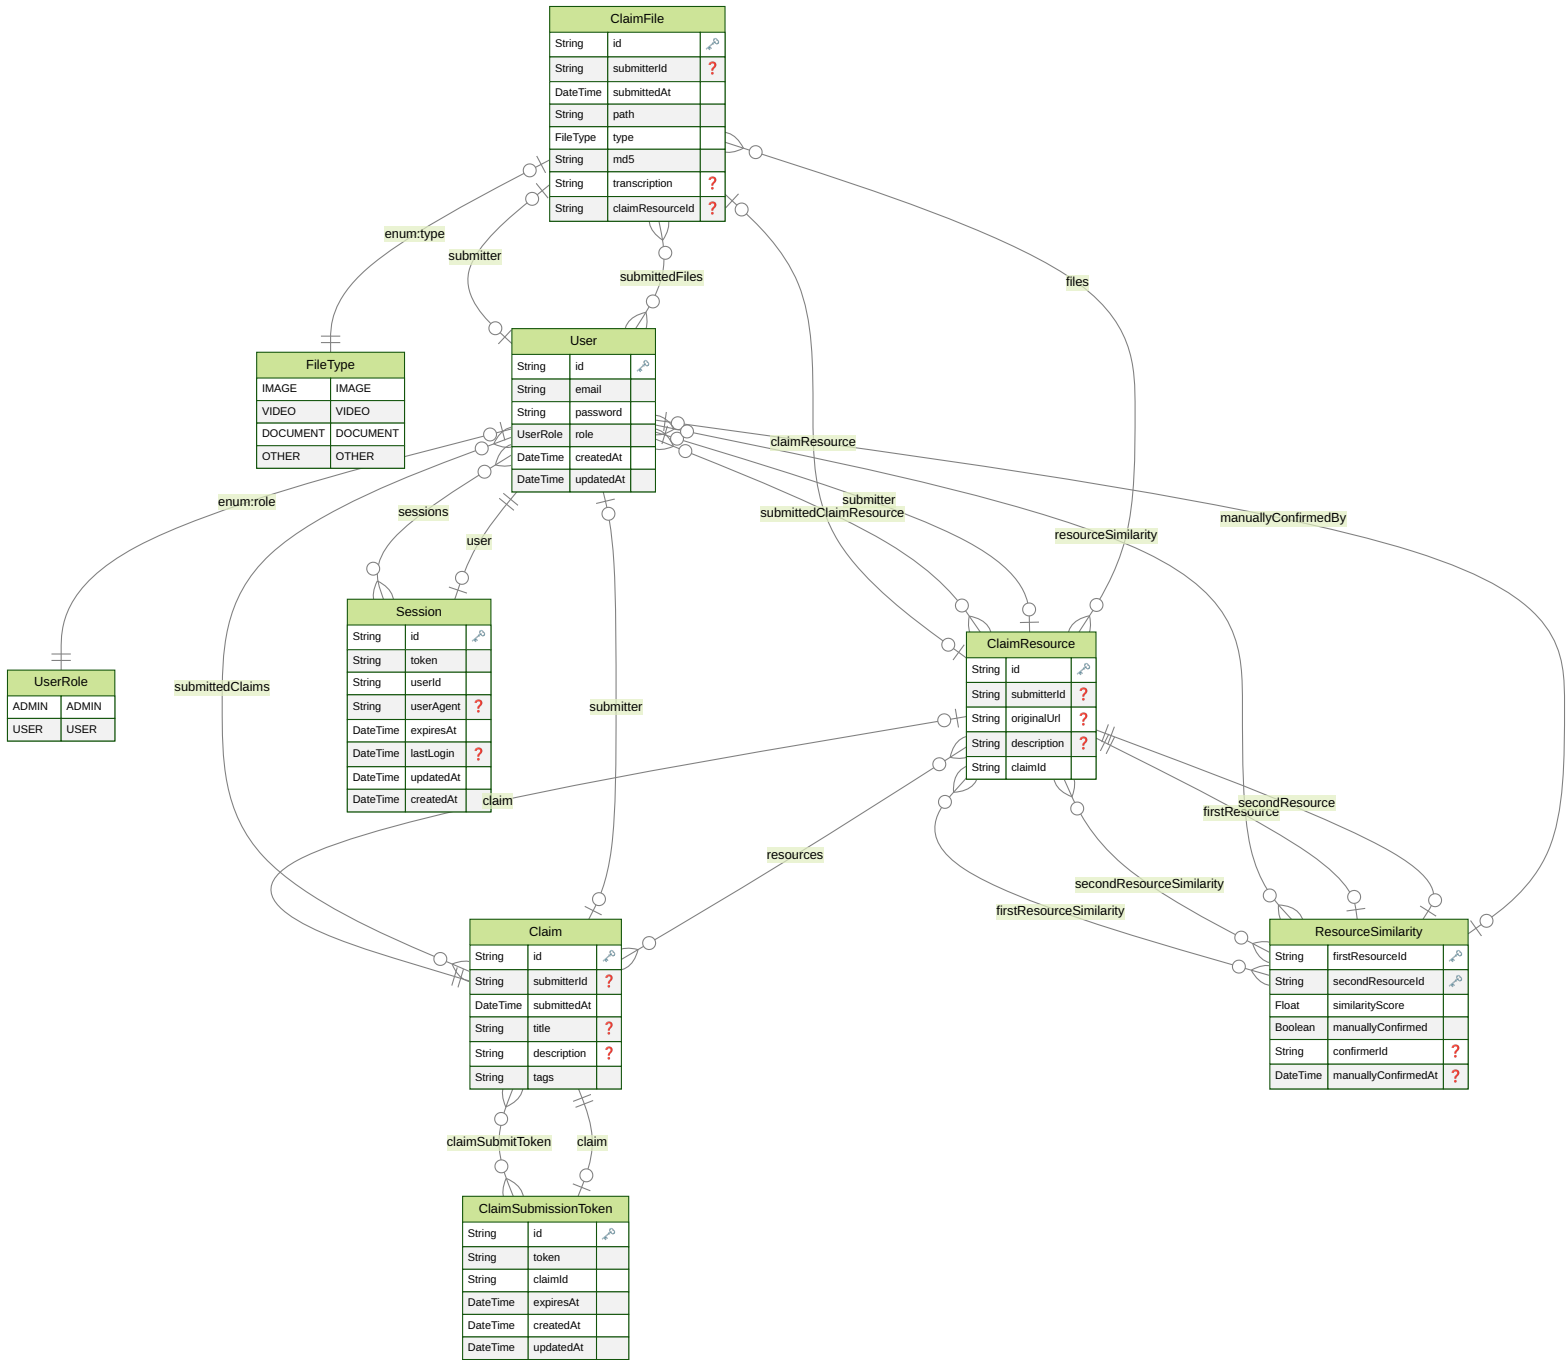 ClaimFile
String id
String submitterId
DateTime submittedAt
String path
FileType type
String md5
String transcription
String claimResourceId
enum:type
submitter
submittedFiles
files
User
String id
String email
String password
UserRole role
DateTime createdAt
DateTime updatedAt
FileType
IMAGE IMAGE
VIDEO VIDEO
DOCUMENT DOCUMENT
OTHER OTHER
claimResource
enum:role
sessions
user
submitter
submittedClaimResource
resourceSimilarity
manuallyConfirmedBy
Session
String id
String token
String userId
String userAgent
DateTime expiresAt
DateTime lastLogin
DateTime updatedAt
DateTime createdAt
UserRole
ADMIN ADMIN
USER USER
submittedClaims
submitter
ClaimResource
String id
String submitterId
String originalUrl
String description
String claimId
claim
resources
secondResource
firstResource
secondResourceSimilarity
firstResourceSimilarity
Claim
String id
String submitterId
DateTime submittedAt
String title
String description
String tags
ResourceSimilarity
String firstResourceId
String secondResourceId
Float similarityScore
Boolean manuallyConfirmed
String confirmerId
DateTime manuallyConfirmedAt
claimSubmitToken
claim
ClaimSubmissionToken
String id
String token
String claimId
DateTime expiresAt
DateTime createdAt
DateTime updatedAt